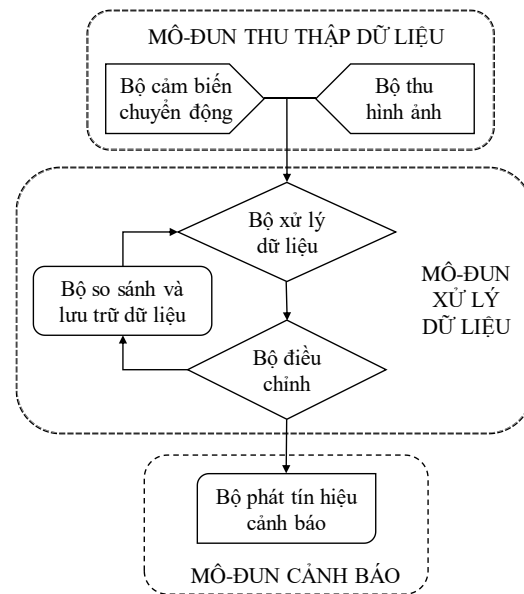 MÔ-ĐUN THU THẬP DỮ LIỆU
Bộ cảm biến
chuyển động
Bộ thu
hình ảnh
Bộ xử lý
dữ liệu
Bộ so sánh và
lưu trữ dữ liệu
MÔ-ĐUN
XỬ LÝ
DỮ LIỆU
Bộ điều
chỉnh
Bộ phát tín hiệu
cảnh báo
MÔ-ĐUN CẢNH BÁO